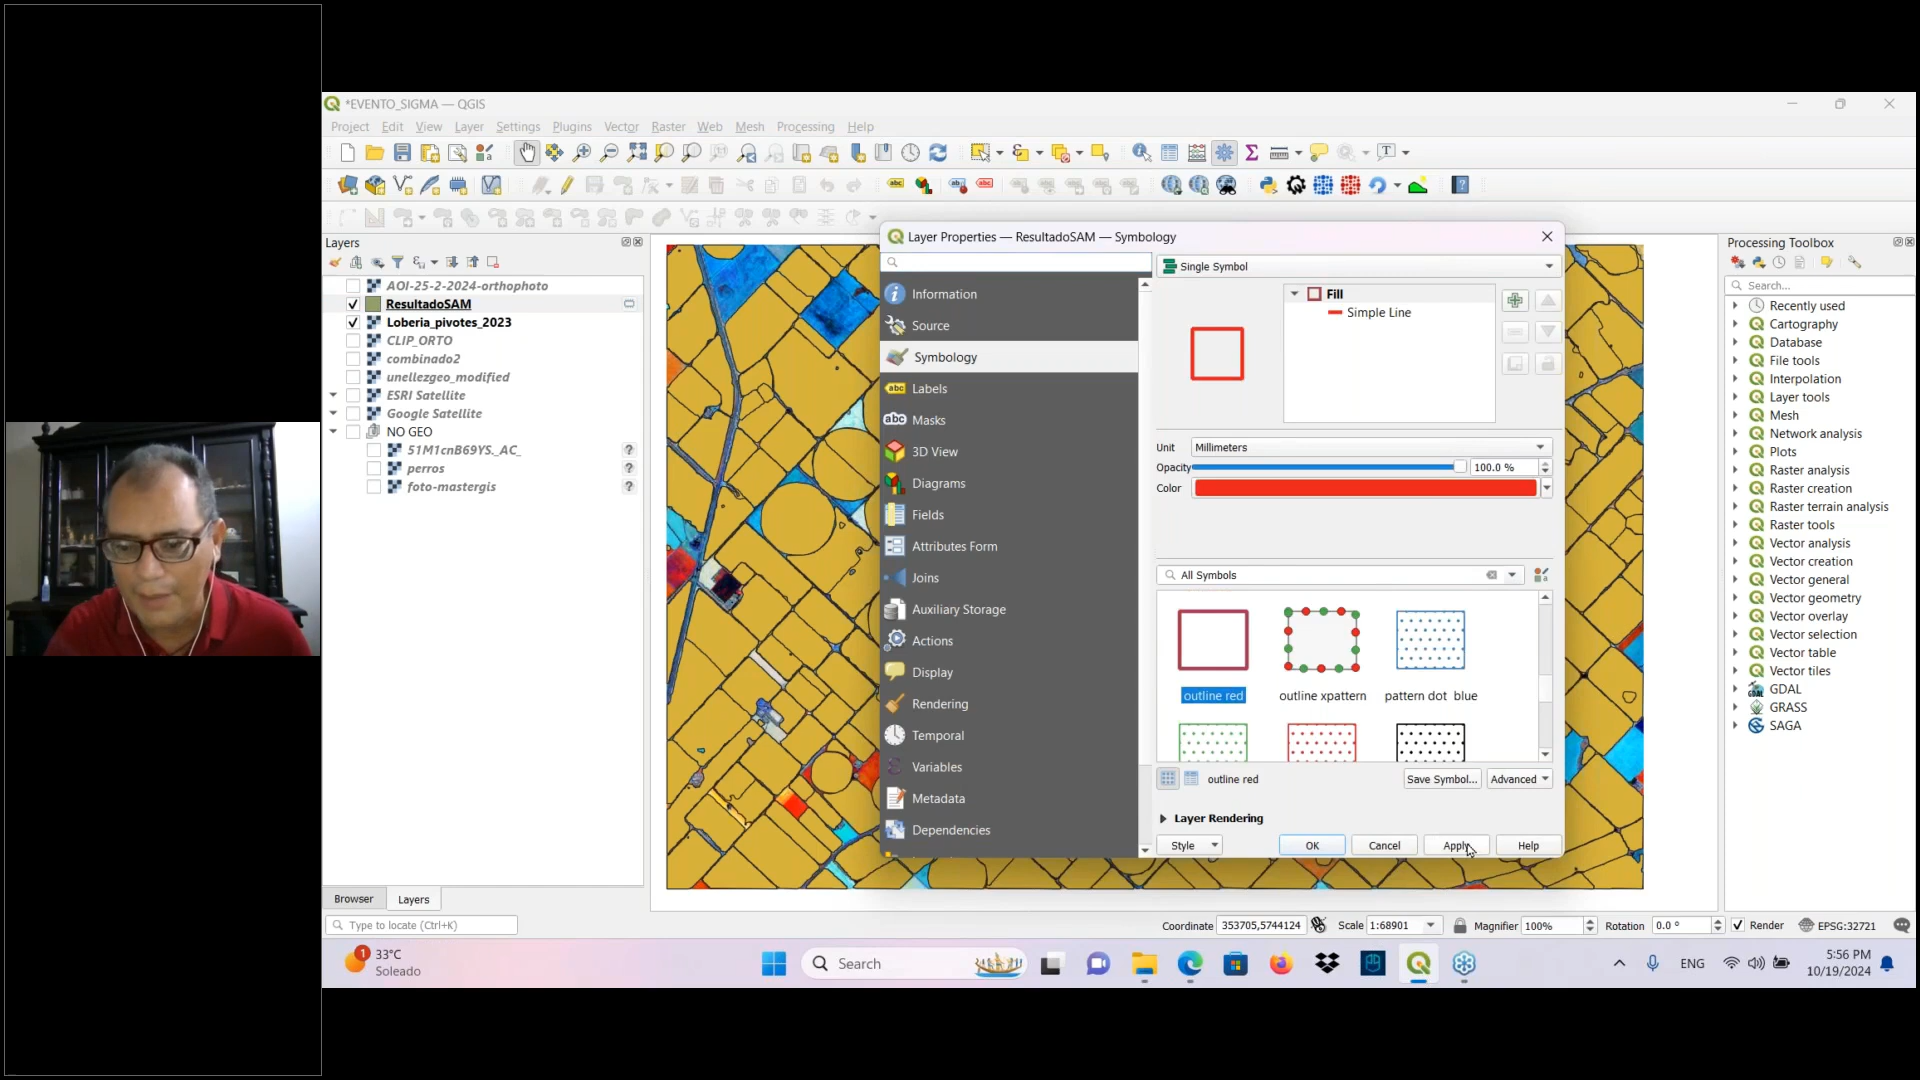 *EVENTO_SIGMA — QGIS
Project Edit View Layer Settings Plugins Vector Raster Web Mesh Processing Help
Layers
AOI-25-2-2024-orthophoto
ResultadoSAM
Loberia_pivotes_2023
CLIP_ORTO
combinado2
unellezgeo_modified
ESRI Satellite
Google Satellite
NO GEO
51M1cnB69YS._AC_ ?
perros ?
foto-mastergis ?
Browser Layers
Type to locate (Ctrl+K)
Layer Properties — ResultadoSAM — Symbology
Information
Source
Symbology
Labels
Masks
3D View
Diagrams
Fields
Attributes Form
Joins
Auxiliary Storage
Actions
Display
Rendering
Temporal
Variables
Metadata
Dependencies
Single Symbol
Fill
Simple Line
Unit Millimeters
Opacity 100.0 %
Color
All Symbols
outline red outline xpattern pattern dot blue
outline red Save Symbol... Advanced
Layer Rendering
Style OK Cancel Apply Help
Processing Toolbox
Search...
Recently used
Cartography
Database
File tools
Interpolation
Layer tools
Mesh
Network analysis
Plots
Raster analysis
Raster creation
Raster terrain analysis
Raster tools
Vector analysis
Vector creation
Vector general
Vector geometry
Vector overlay
Vector selection
Vector table
Vector tiles
GDAL
GRASS
SAGA
Coordinate 353705,5744124 Scale 1:68901 Magnifier 100% Rotation 0.0 ° Render EPSG:32721
1
33°C
Soleado
Search
ENG
5:56 PM
10/19/2024